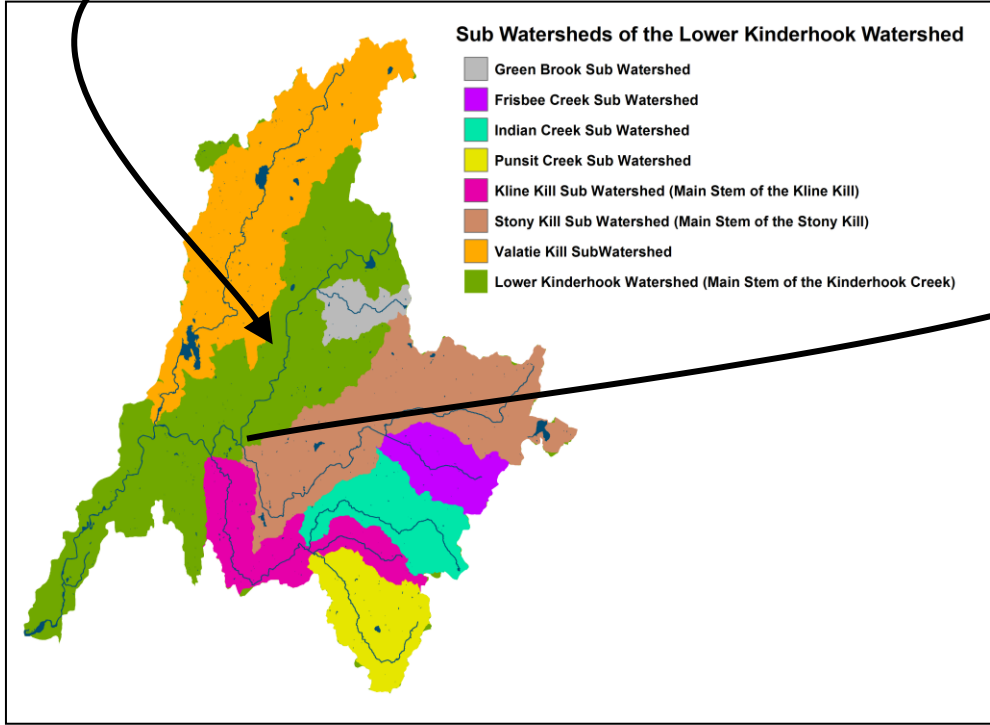 Sub Watersheds of the Lower Kinderhook Watershed
Green Brook Sub Watershed
Frisbee Creek Sub Watershed
Indian Creek Sub Watershed
Punsit Creek Sub Watershed
Kline Kill Sub Watershed (Main Stem of the Kline Kill)
Stony Kill Sub Watershed (Main Stem of the Stony Kill)
Valatie Kill SubWatershed
Lower Kinderhook Watershed (Main Stem of the Kinderhook Creek)